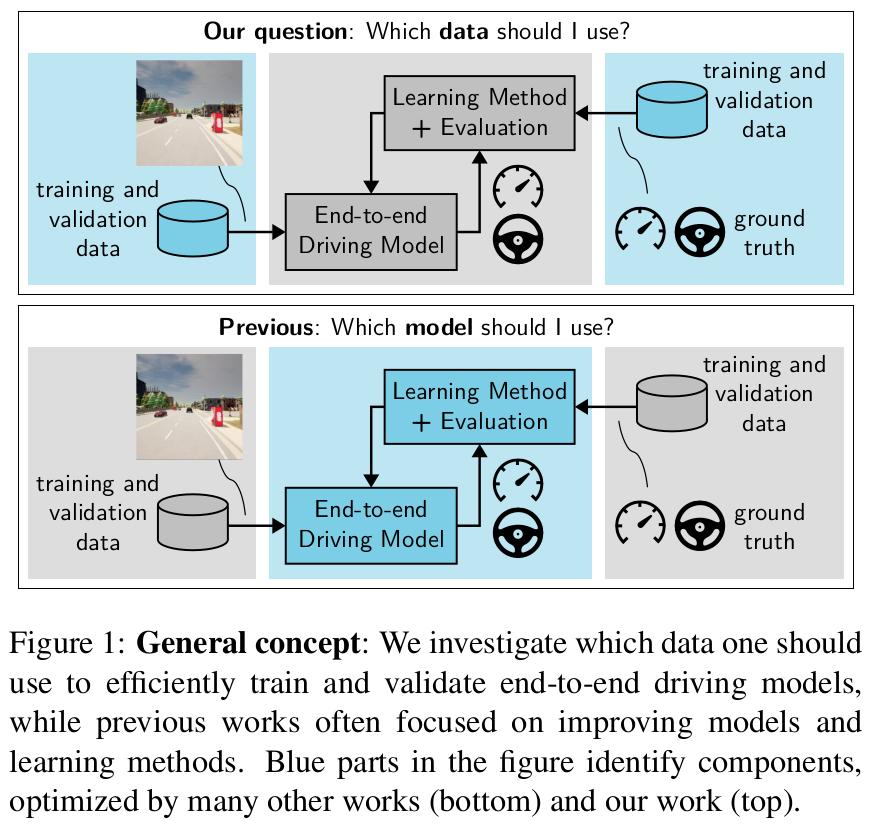 Our question: Which data should I use?
training and
validation
data
End-to-end
Driving Model
Learning Method
+ Evaluation
training and
validation
data
ground
truth
Previous: Which model should I use?
training and
validation
data
End-to-end
Driving Model
Learning Method
+ Evaluation
training and
validation
data
ground
truth
Figure 1: General concept: We investigate which data one should
use to efficiently train and validate end-to-end driving models,
while previous works often focused on improving models and
learning methods. Blue parts in the figure identify components,
optimized by many other works (bottom) and our work (top).